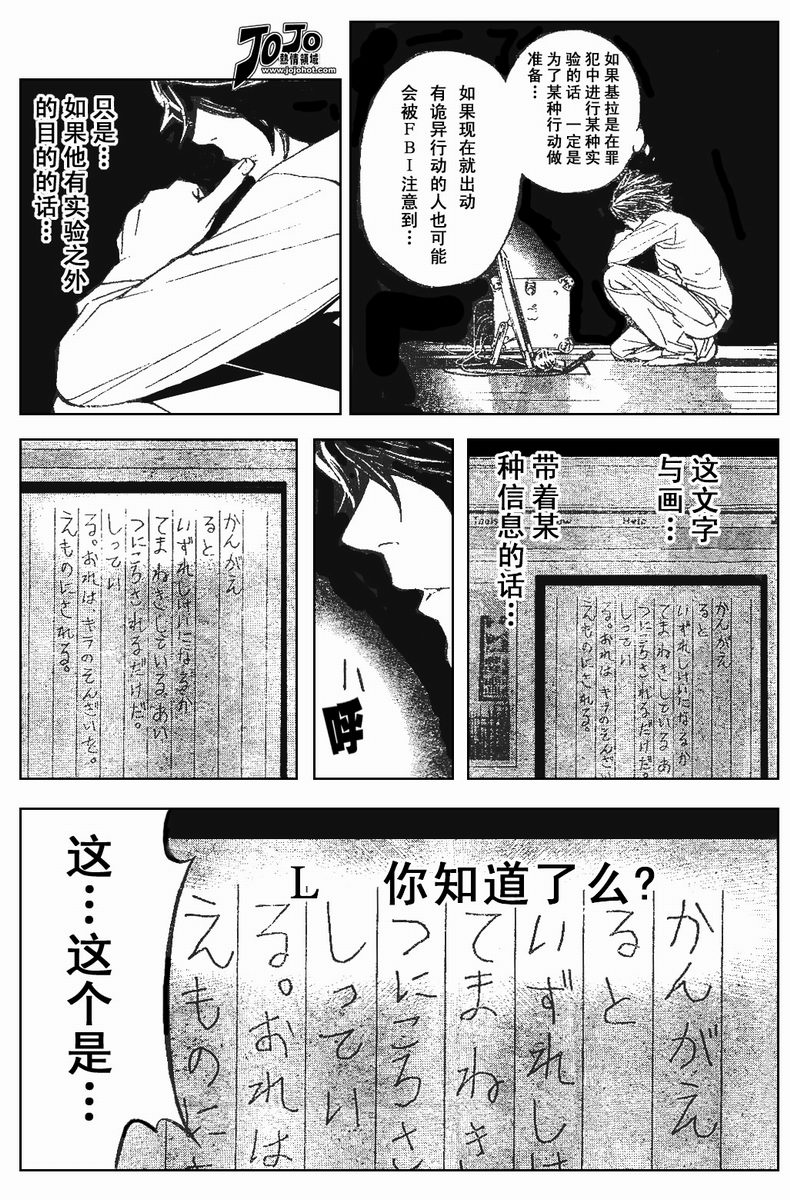 JOJO
熱情領域
www.jojohot.com
如果基拉是在罪
犯中进行某种实
验的话 一定是
为了某种行动做
准备…
如果现在就出动
有诡异行动的人也可能
会被FBI注意到…
只是…
如果他有实验之外
的目的的话…
这文字
与画…
带着某
种信息的话…
Help
かんがえ
ると
いずれしけいになるか
てまねきしている あい
つにころされるだけだ。
しってい
る。おれは キラのそんざいを
えものにされる。
かんがえ
ると…
いずれしけいになるか
てまねきしている。あい
つにころされるだけだ。
しってい
る。おれは キラのそんざいを。
えものにされる。
L 你知道了么?
かんがえ
ると
いずれしけ
てまねき
つにころさ
しってい
る。おれは
えものにさ
这…这个是…